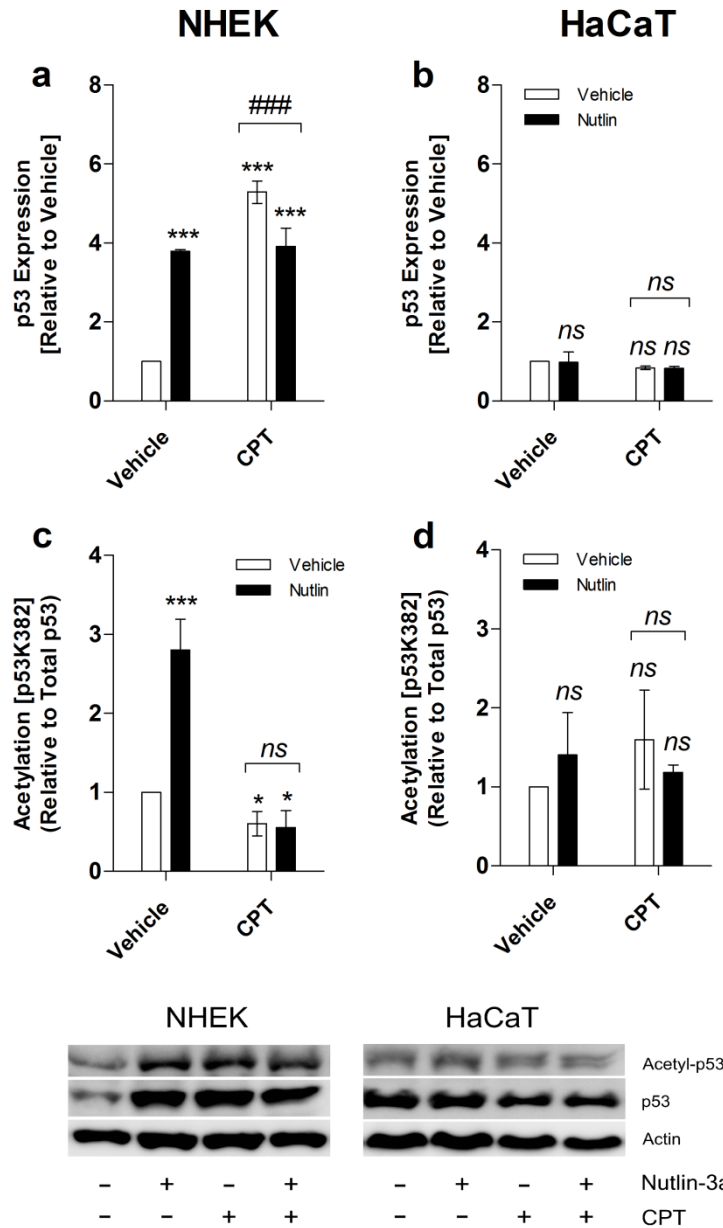 NHEK
HaCaT
a
b
p53 Expression
[Relative to Vehicle]
8
6
4
2
0
***
###
***
***
Vehicle
CPT
p53 Expression
[Relative to Vehicle]
8
6
4
2
0
Vehicle
Nutlin
ns
ns
ns ns
Vehicle
CPT
c
d
Acetylation [p53K382]
(Relative to Total p53)
4
3
2
1
0
Vehicle
Nutlin
***
ns
* *
Vehicle
CPT
Acetylation [p53K382]
(Relative to Total p53)
4
3
2
1
0
Vehicle
Nutlin
ns
ns
ns
ns
Vehicle
CPT
NHEK
HaCaT
Acetyl-p53
p53
Actin
– + – + – + – + Nutlin-3a
– – + + – – + + CPT